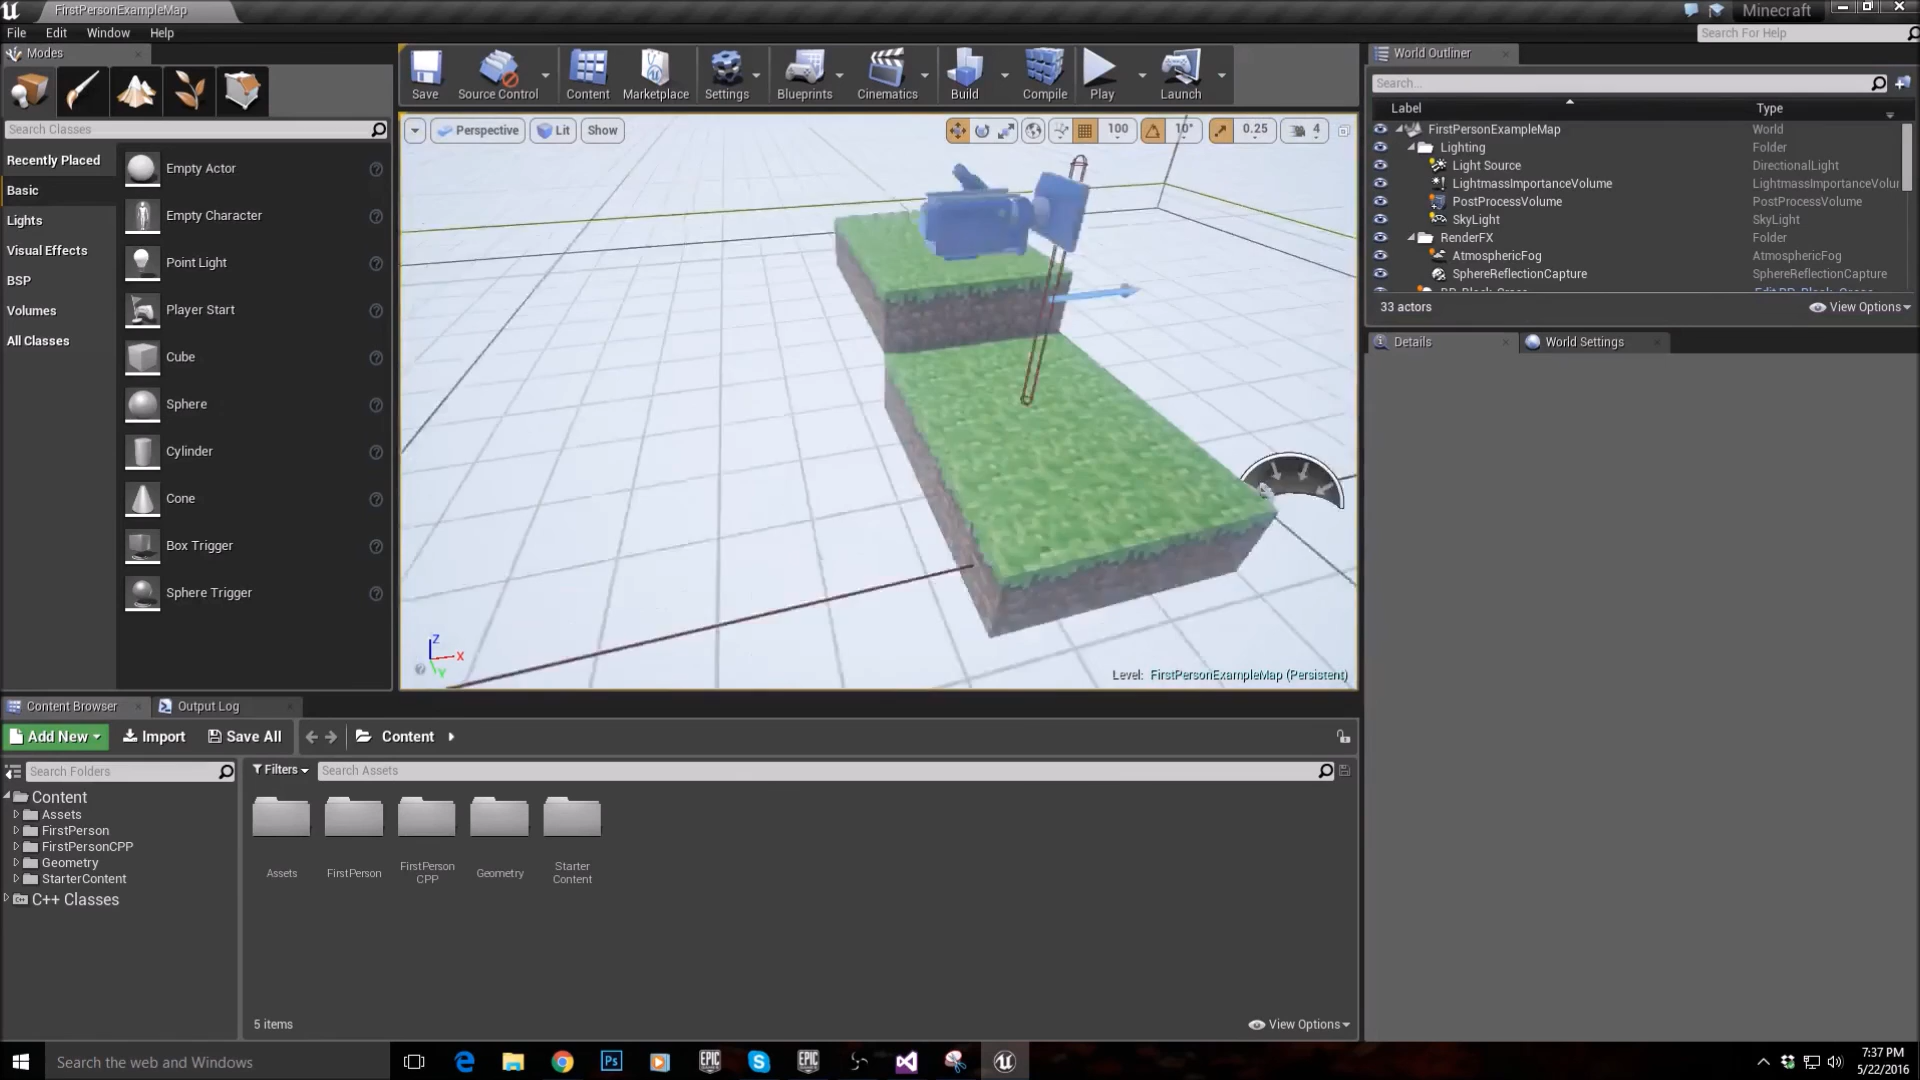 FirstPersonExampleMap
Minecraft
File Edit Window Help
Search For Help
Modes
Save
Source Control
Content
Marketplace
Settings
Blueprints
Cinematics
Build
Compile
Play
Launch
World Outliner
Search...
Label Type
FirstPersonExampleMap World
Lighting Folder
Light Source DirectionalLight
LightmassImportanceVolume LightmassImportanceVolur
PostProcessVolume PostProcessVolume
SkyLight SkyLight
RenderFX Folder
AtmosphericFog AtmosphericFog
SphereReflectionCapture SphereReflectionCapture
33 actors
View Options
Details
World Settings
Search Classes
Recently Placed
Basic
Lights
Visual Effects
BSP
Volumes
All Classes
Empty Actor
Empty Character
Point Light
Player Start
Cube
Sphere
Cylinder
Cone
Box Trigger
Sphere Trigger
Perspective
Lit
Show
100
10°
0.25
4
Z
X
Y
Level: FirstPersonExampleMap (Persistent)
Content Browser
Output Log
Add New
Import
Save All
Content
Search Folders
Filters
Search Assets
Content
Assets
FirstPerson
FirstPersonCPP
Geometry
StarterContent
C++ Classes
Assets
FirstPerson
FirstPerson
CPP
Geometry
Starter
Content
5 items
View Options
Search the web and Windows
Ps
EPIC
EPIC
7:37 PM
5/22/2016